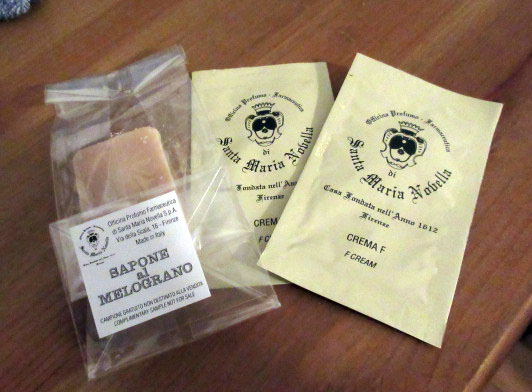 Officina Profumo Farmaceutica
di Santa Maria Novella S.p.A.
Via della Scala, 16 - Firenze
Made in Italy
SAPONE
al
MELOGRANO
CAMPIONE GRATUITO NON DESTINATO ALLA VENDITA
COMPLIMENTARY SAMPLE NOT FOR SALE
Officina Profumo - Farmaceutica
di
Santa Maria Novella
Casa Fondata nell'Anno
Firenze
CREMA F
F CREAM
Officina Profumo - Farmaceutica
di
Santa Maria Novella
Casa Fondata nell'Anno 1612
Firenze
CREMA F
F CREAM